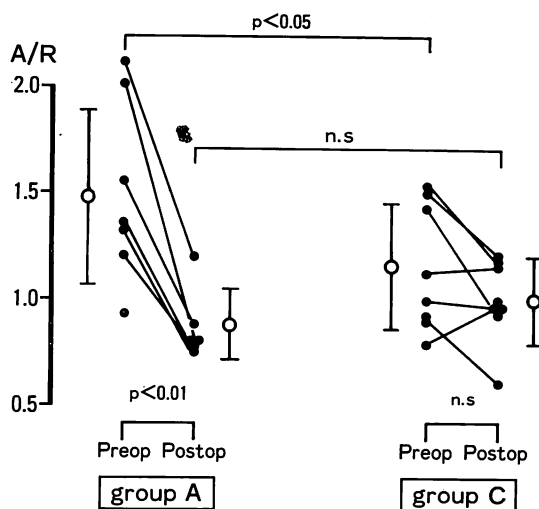 p<0.05
A/R
2.0
n.s
1.5
1.0
p<0.01
n.s
0.5
Preop Postop
Preop Postop
group A
group C